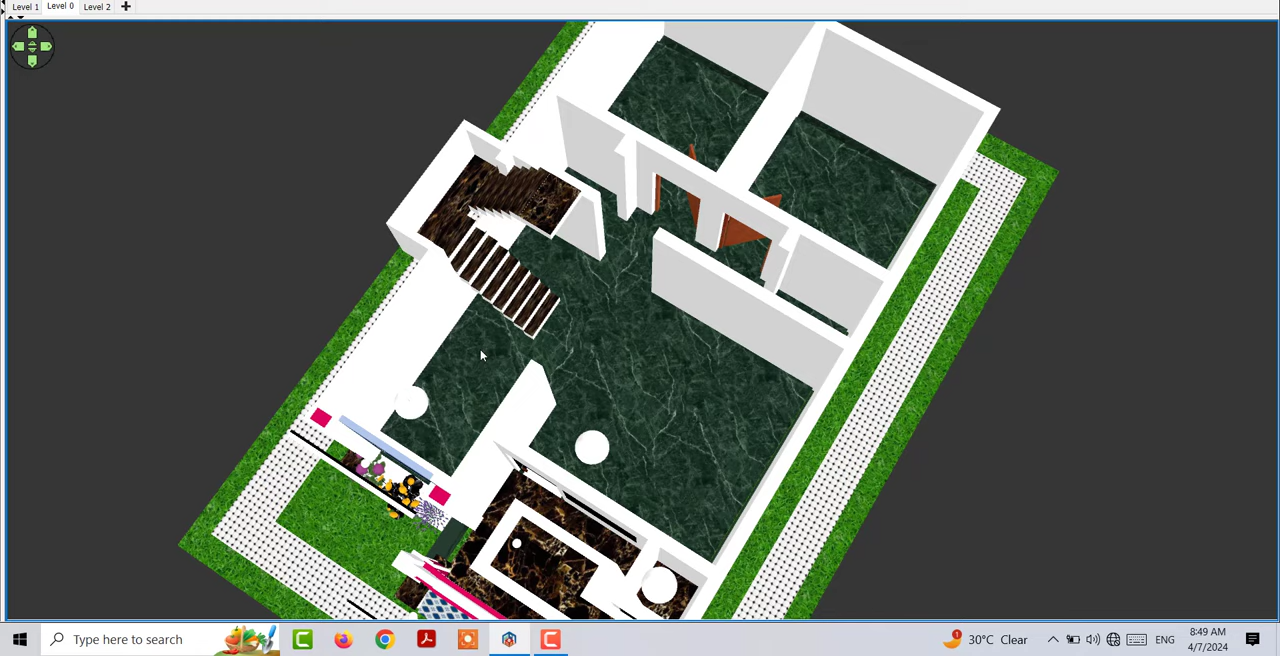 Level 1 Level 0 Level 2
Type here to search
1
30°C Clear
ENG
8:49 AM
4/7/2024